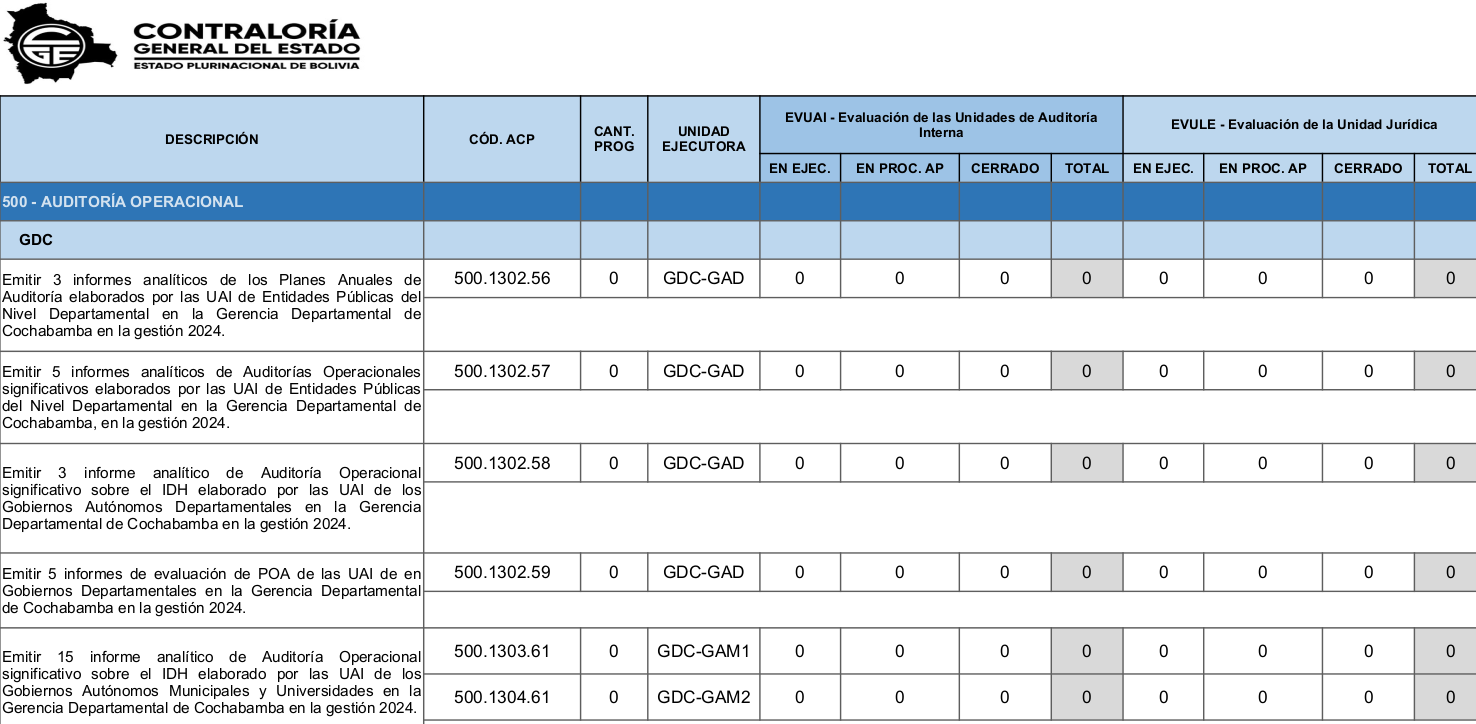 CGE
CONTRALORÍA
GENERAL DEL ESTADO
ESTADO PLURINACIONAL DE BOLIVIA
DESCRIPCIÓN
CÓD. ACP
CANT.
PROG
UNIDAD
EJECUTORA
EVUAI - Evaluación de las Unidades de Auditoría
Interna
EVULE - Evaluación de la Unidad Jurídica
EN EJEC. EN PROC. AP CERRADO TOTAL EN EJEC. EN PROC. AP CERRADO TOTAL
500 - AUDITORÍA OPERACIONAL
GDC
Emitir 3 informes analíticos de los Planes Anuales de
Auditoría elaborados por las UAI de Entidades Públicas del
Nivel Departamental en la Gerencia Departamental de
Cochabamba en la gestión 2024.
500.1302.56 0 GDC-GAD 0 0 0 0 0 0 0 0
Emitir 5 informes analíticos de Auditorías Operacionales
significativos elaborados por las UAI de Entidades Públicas
del Nivel Departamental en la Gerencia Departamental de
Cochabamba, en la gestión 2024.
500.1302.57 0 GDC-GAD 0 0 0 0 0 0 0 0
Emitir 3 informe analítico de Auditoría Operacional
significativo sobre el IDH elaborado por las UAI de los
Gobiernos Autónomos Departamentales en la Gerencia
Departamental de Cochabamba en la gestión 2024.
500.1302.58 0 GDC-GAD 0 0 0 0 0 0 0 0
Emitir 5 informes de evaluación de POA de las UAI de en
Gobiernos Departamentales en la Gerencia Departamental
de Cochabamba en la gestión 2024.
500.1302.59 0 GDC-GAD 0 0 0 0 0 0 0 0
Emitir 15 informe analítico de Auditoría Operacional
significativo sobre el IDH elaborado por las UAI de los
Gobiernos Autónomos Municipales y Universidades en la
Gerencia Departamental de Cochabamba en la gestión 2024.
500.1303.61 0 GDC-GAM1 0 0 0 0 0 0 0 0
500.1304.61 0 GDC-GAM2 0 0 0 0 0 0 0 0